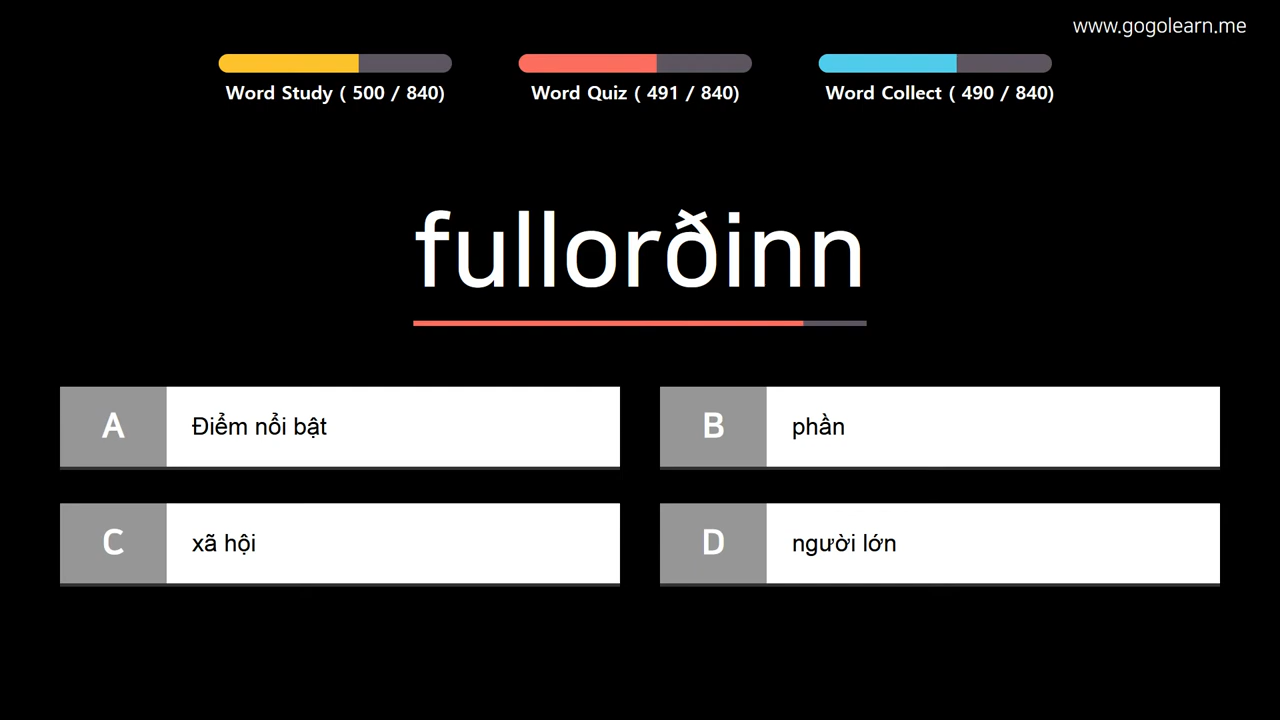 www.gogolearn.me
Word Study ( 500 / 840)
Word Quiz ( 491 / 840)
Word Collect ( 490 / 840)
fullorðinn
A
Điểm nổi bật
B
phần
C
xã hội
D
người lớn